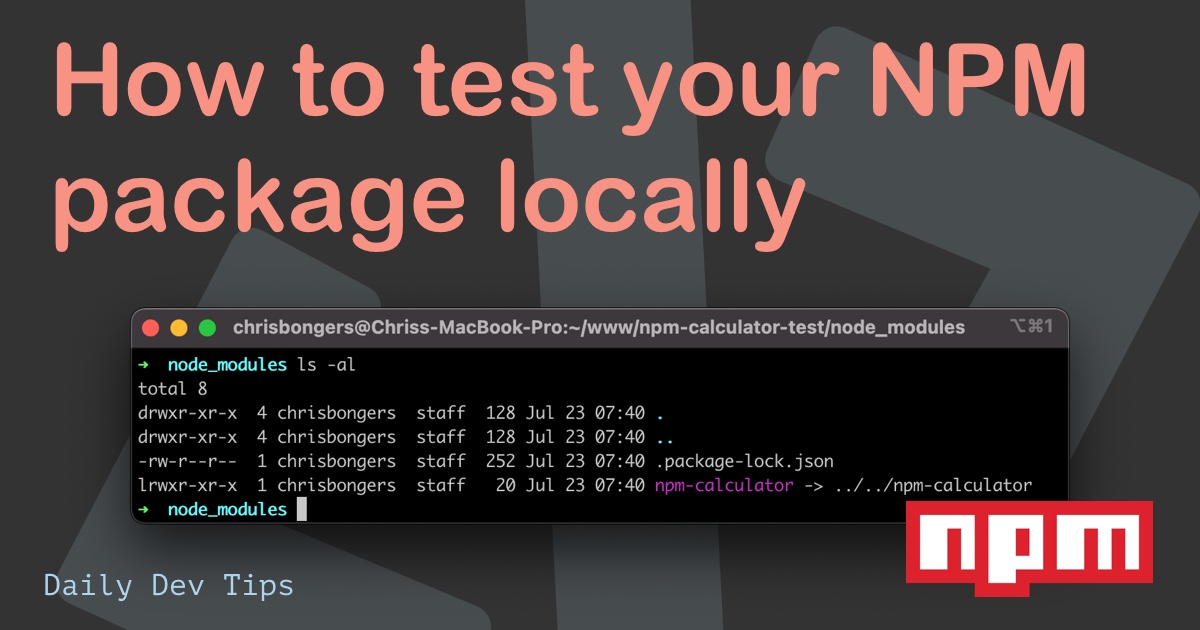 How to test your NPM
package locally
chrisbongers@Chriss-MacBook-Pro:~/www/npm-calculator-test/node_modules ⌥⌘1
➜ node_modules ls -al
total 8
drwxr-xr-x 4 chrisbongers staff 128 Jul 23 07:40 .
drwxr-xr-x 4 chrisbongers staff 128 Jul 23 07:40 ..
-rw-r--r-- 1 chrisbongers staff 252 Jul 23 07:40 .package-lock.json
lrwxr-xr-x 1 chrisbongers staff 20 Jul 23 07:40 npm-calculator -> ../../npm-calculator
➜ node_modules
npm
Daily Dev Tips